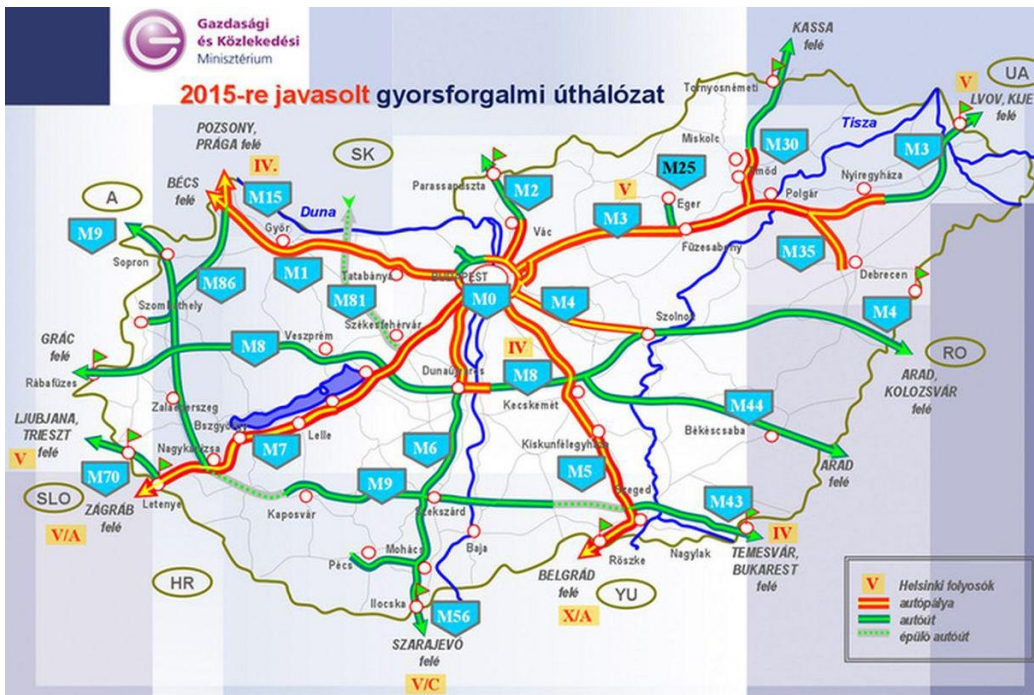 Gazdasági
és Közlekedési
Minisztérium
2015-re javasolt gyorsforgalmi úthálózat
KASSA
felé
UA
V
LVOV, KIJE
felé
Tornyosnémeti
POZSONY,
PRÁGA felé
SK
IV.
Miskolc
M30
Tisza
M3
A
BÉCS
felé
M15
Parassapuszta
M2
V
M25
Emőd
Polgár
Nyíregyháza
M9
Duna
Győr
Vác
M3
Eger
Füzesabony
M35
Sopron
M86
M1
Tatabánya
BUDAPEST
Debrecen
Szombathely
M81
M0
M4
M4
GRÁC
felé
M8
Veszprém
Székesfehérvár
IV
Szolnok
RO
Rábafüzes
Dunaújváros
M8
ARAD,
KOLOZSVÁR
felé
LJUBJANA,
TRIESZT
felé
Zalaegerszeg
Kecskemét
M44
Bszgyörgy
Lelle
M6
Kiskunfélegyháza
Békéscsaba
V
Nagykanizsa
M7
M5
ARAD
felé
M70
M9
Szeged
M43
SLO
ZÁGRÁB
felé
Letenye
Kaposvár
Szekszárd
V/A
Mohács
Baja
Röszke
Nagylak
IV
TEMESVÁR,
BUKAREST
felé
HR
Pécs
BELGRÁD
felé
YU
Ilocska
M56
X/A
SZARAJEVO
felé
V/C
V
Helsinki folyosók
autópálya
autóút
épülő autóút